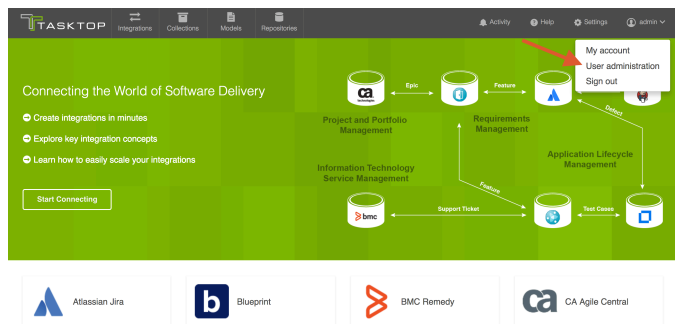 TASKTOP
Integrations
Collections
Models
Repositories
Activity
Help
Settings
admin
My account
User administration
Sign out
Connecting the World of Software Delivery
Create integrations in minutes
Explore key integration concepts
Learn how to easily scale your integrations
Start Connecting
ca
technologies
Epic
Feature
Defect
Project and Portfolio
Management
Requirements
Management
Application Lifecycle
Management
Information Technology
Service Management
Feature
bmc
Support Ticket
Test Cases
Atlassian Jira
b
Blueprint
BMC Remedy
ca
CA Agile Central